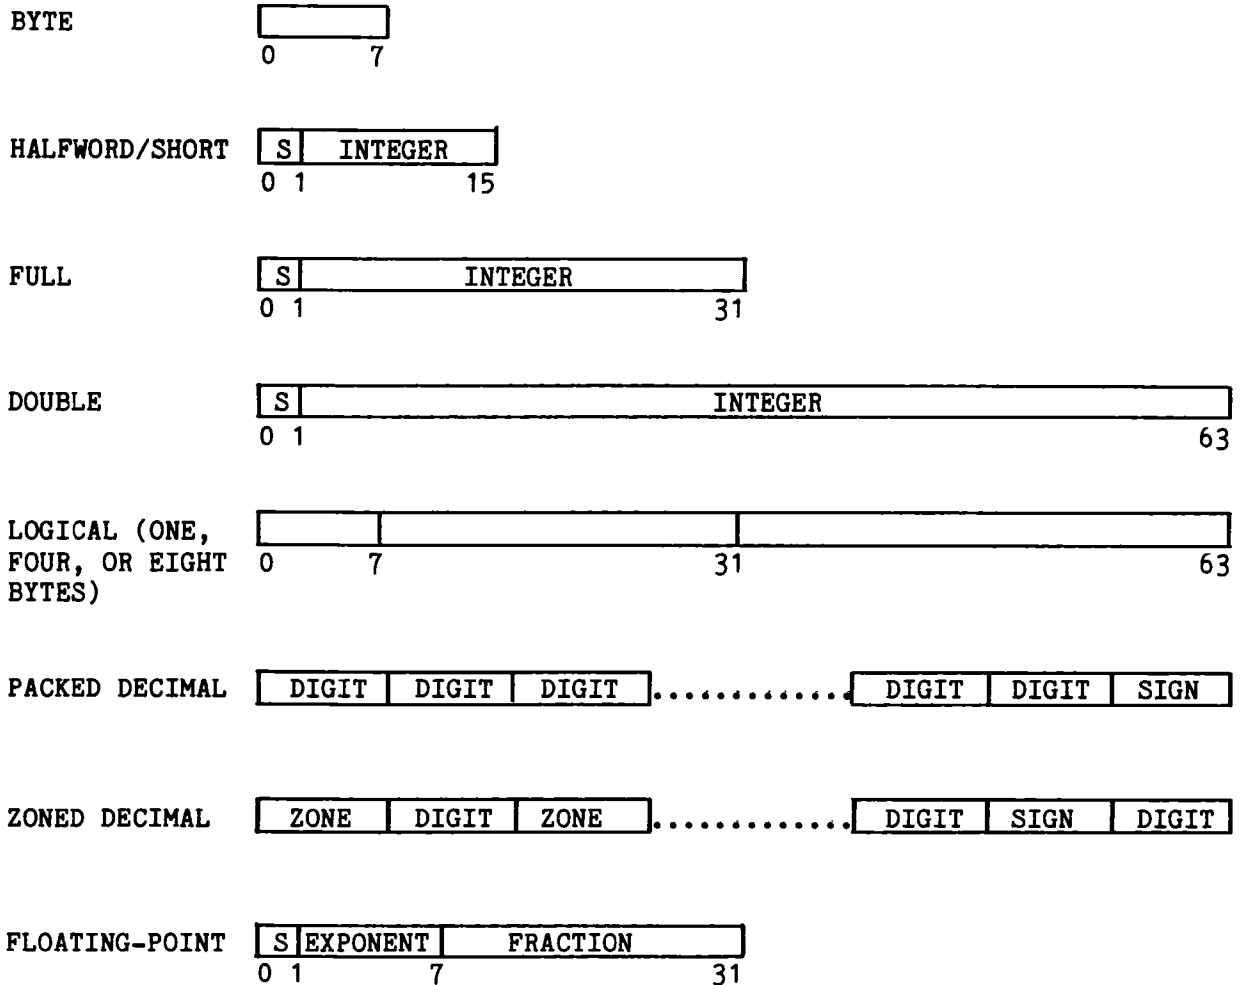 BYTE
0 7
HALFWORD/SHORT S INTEGER
0 1 15
FULL S INTEGER
0 1 31
DOUBLE S INTEGER
0 1 63
LOGICAL (ONE,
FOUR, OR EIGHT 0 7 31 63
BYTES)
PACKED DECIMAL DIGIT DIGIT DIGIT ............. DIGIT DIGIT SIGN
ZONED DECIMAL ZONE DIGIT ZONE ............. DIGIT SIGN DIGIT
FLOATING-POINT S EXPONENT FRACTION
0 1 7 31